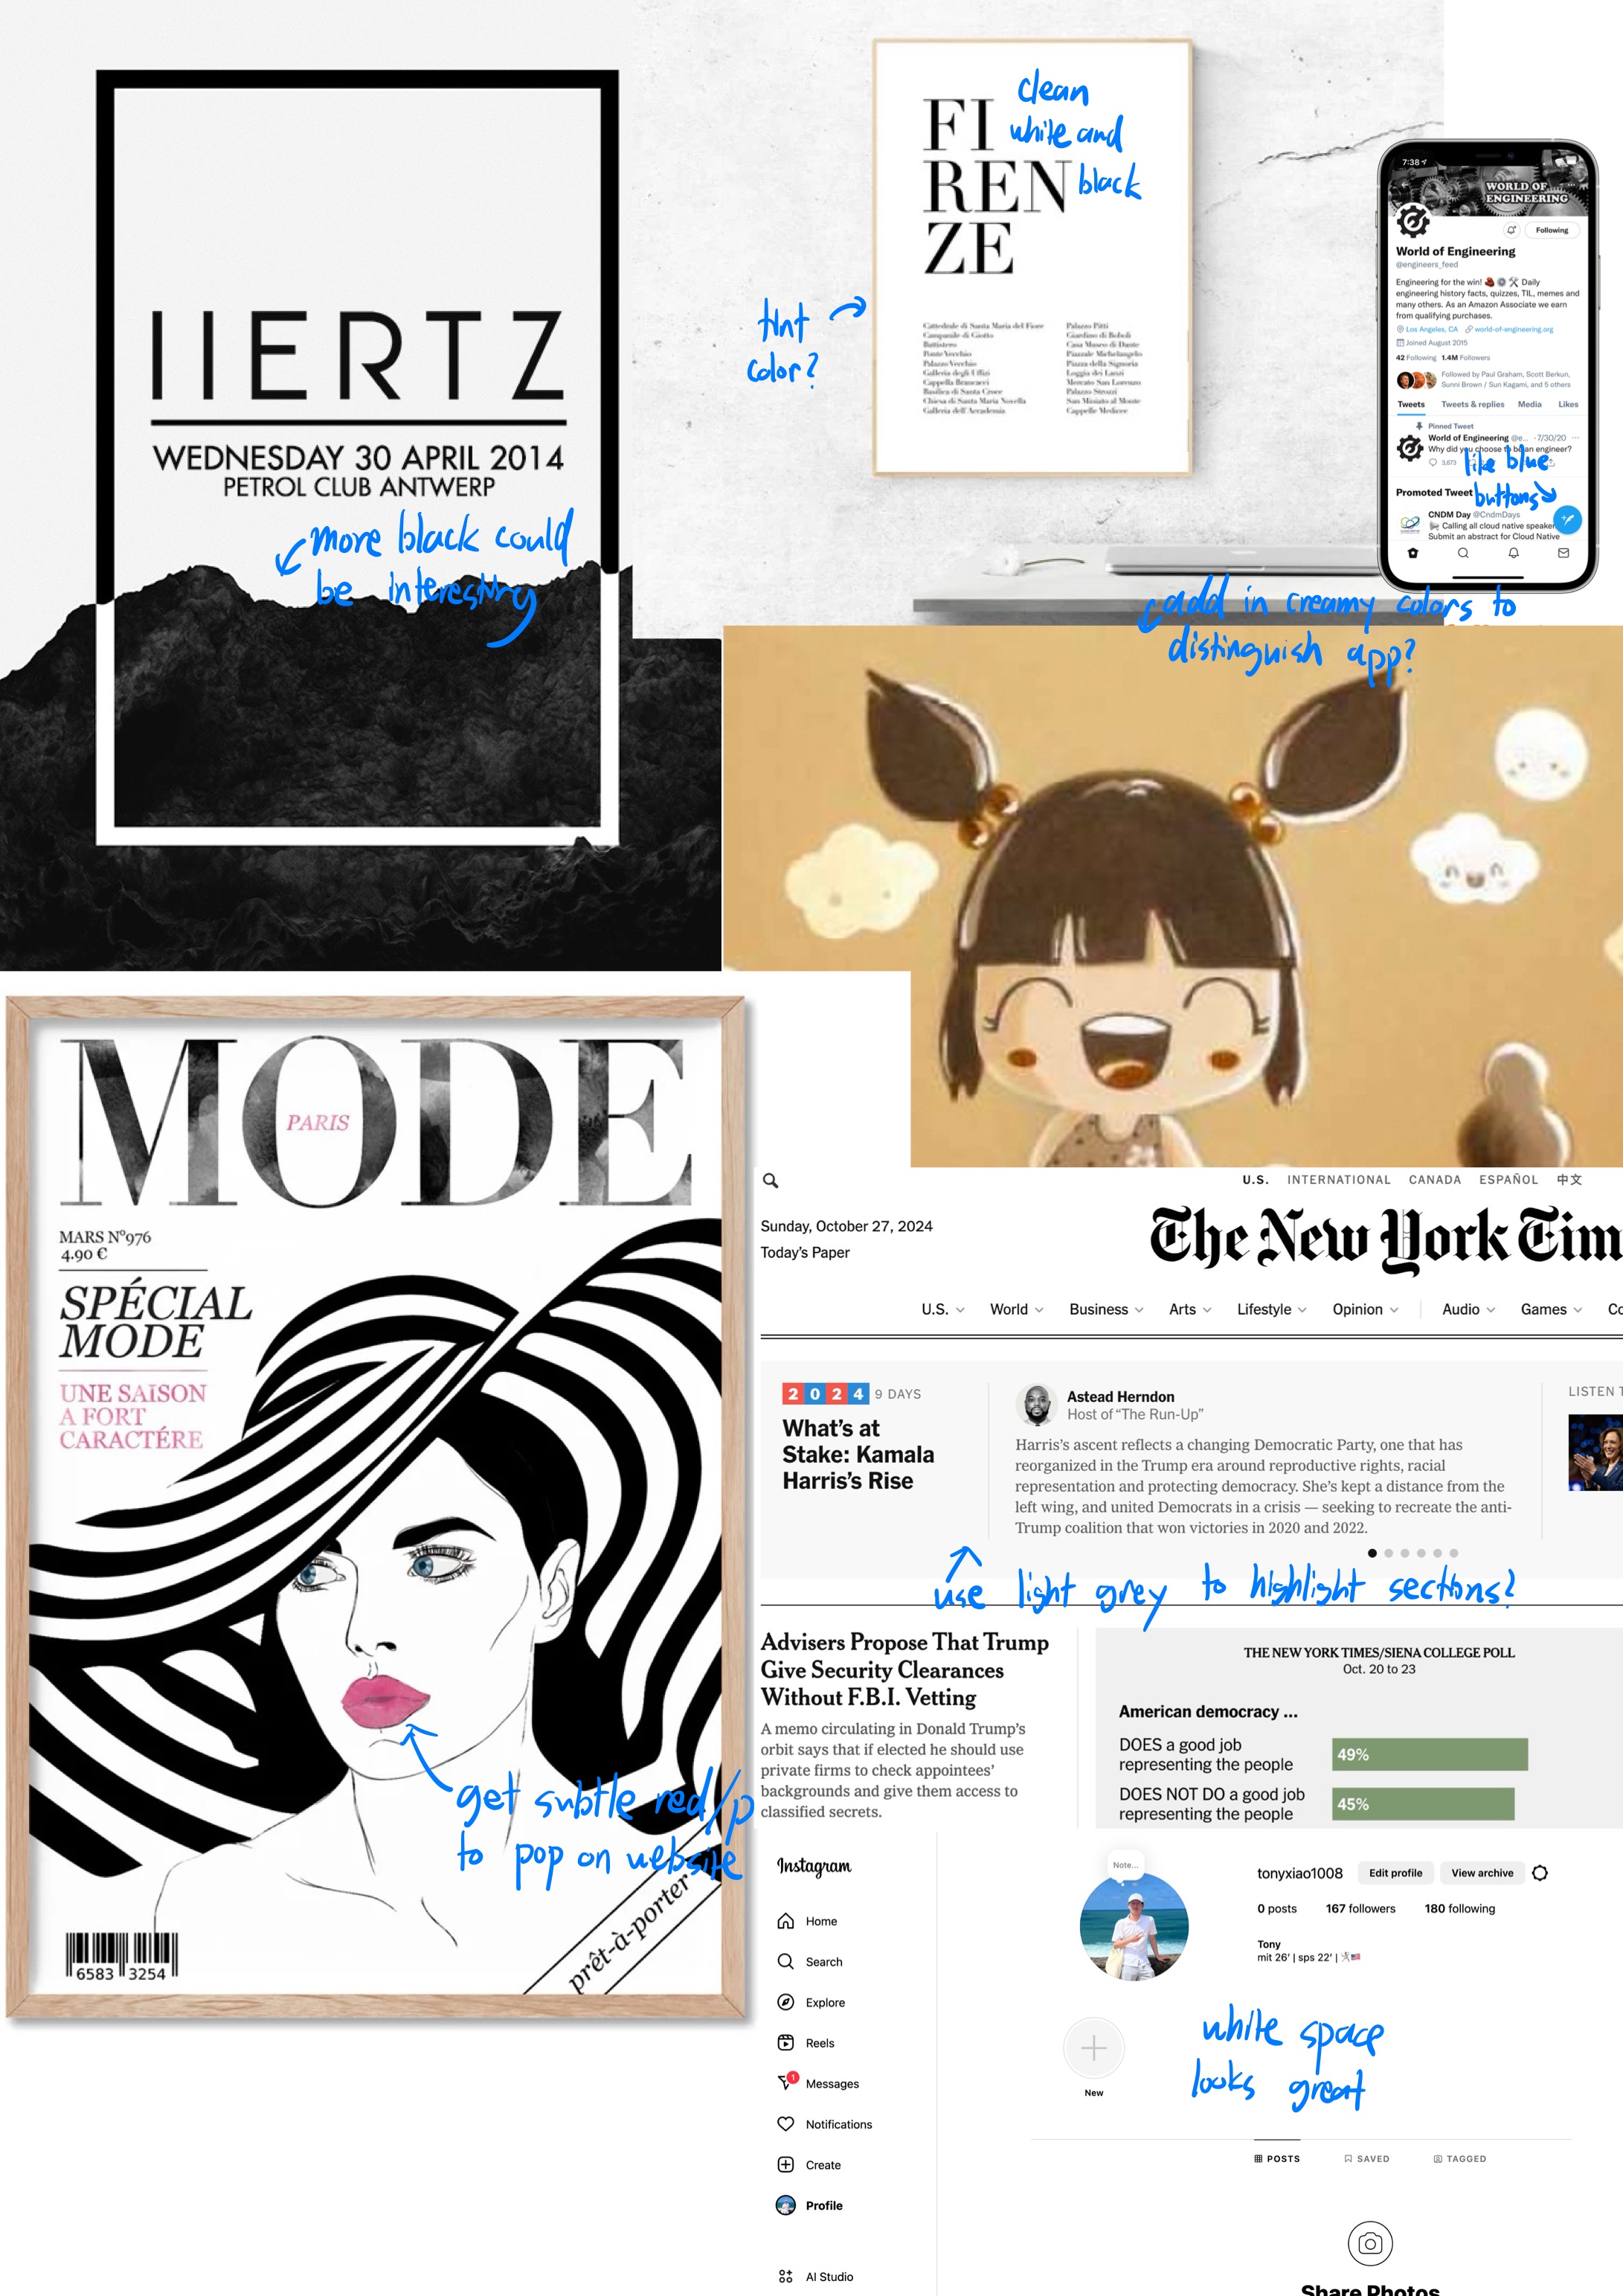 IIERTZ
WEDNESDAY 30 APRIL 2014
PETROL CLUB ANTWERP
more black could
be interesting
FI
REN
ZE
clean
white and
black
Cattedrale di Santa Maria del Fiore
Campanile di Giotto
Battistero
Ponte Vecchio
Palazzo Vecchio
Galleria degli Uffizi
Cappella Brancacci
Basilica di Santa Croce
Chiesa di Santa Maria Novella
Galleria dell'Accademia
Palazzo Pitti
Giardino di Boboli
Casa Museo di Dante
Piazzale Michelangelo
Piazza della Signoria
Loggia dei Lanzi
Mercato San Lorenzo
Palazzo Strozzi
San Miniato al Monte
Cappelle Medicee
tint
color?
7:38
WORLD OF
ENGINEERING
Following
World of Engineering
@engineers_feed
Engineering for the win! Daily
engineering history facts, quizzes, TIL, memes and
many others. As an Amazon Associate we earn
from qualifying purchases.
Los Angeles, CA world-of-engineering.org
Joined August 2015
42 Following 1.4M Followers
Followed by Paul Graham, Scott Berkun,
Sunni Brown / Sun Kagami, and 5 others
Tweets Tweets & replies Media Likes
Pinned Tweet
World of Engineering @e... ·7/30/20 ...
Why did you choose to be an engineer?
3,673
like blue
buttons
Promoted Tweet
CNDM Day @CndmDays
Calling all cloud native speaker
Submit an abstract for Cloud Native
add in creamy colors to
distinguish app?
MODE
PARIS
MARS N°976
4.90 €
SPÉCIAL
MODE
UNE SAISON
A FORT
CARACTÉRE
get subtle red/p
to pop on website
prêt-à-porter
6583 3254
U.S. INTERNATIONAL CANADA ESPAÑOL 中文
Sunday, October 27, 2024
Today's Paper
The New York Tim
U.S. World Business Arts Lifestyle Opinion Audio Games Co
2024 9 DAYS
What's at
Stake: Kamala
Harris's Rise
Astead Herndon
Host of "The Run-Up"
Harris's ascent reflects a changing Democratic Party, one that has
reorganized in the Trump era around reproductive rights, racial
representation and protecting democracy. She's kept a distance from the
left wing, and united Democrats in a crisis — seeking to recreate the anti-
Trump coalition that won victories in 2020 and 2022.
LISTEN T
use light grey to highlight sections?
Advisers Propose That Trump
Give Security Clearances
Without F.B.I. Vetting
A memo circulating in Donald Trump's
orbit says that if elected he should use
private firms to check appointees'
backgrounds and give them access to
classified secrets.
THE NEW YORK TIMES/SIENA COLLEGE POLL
Oct. 20 to 23
American democracy ...
DOES a good job
representing the people
49%
DOES NOT DO a good job
representing the people
45%
Instagram
Home
Search
Explore
Reels
1
Messages
Notifications
Create
Profile
AI Studio
Note...
tonyxiao1008 Edit profile View archive
0 posts 167 followers 180 following
Tony
mit 26' | sps 22' |
New
white space
looks great
POSTS SAVED TAGGED
Share Photos